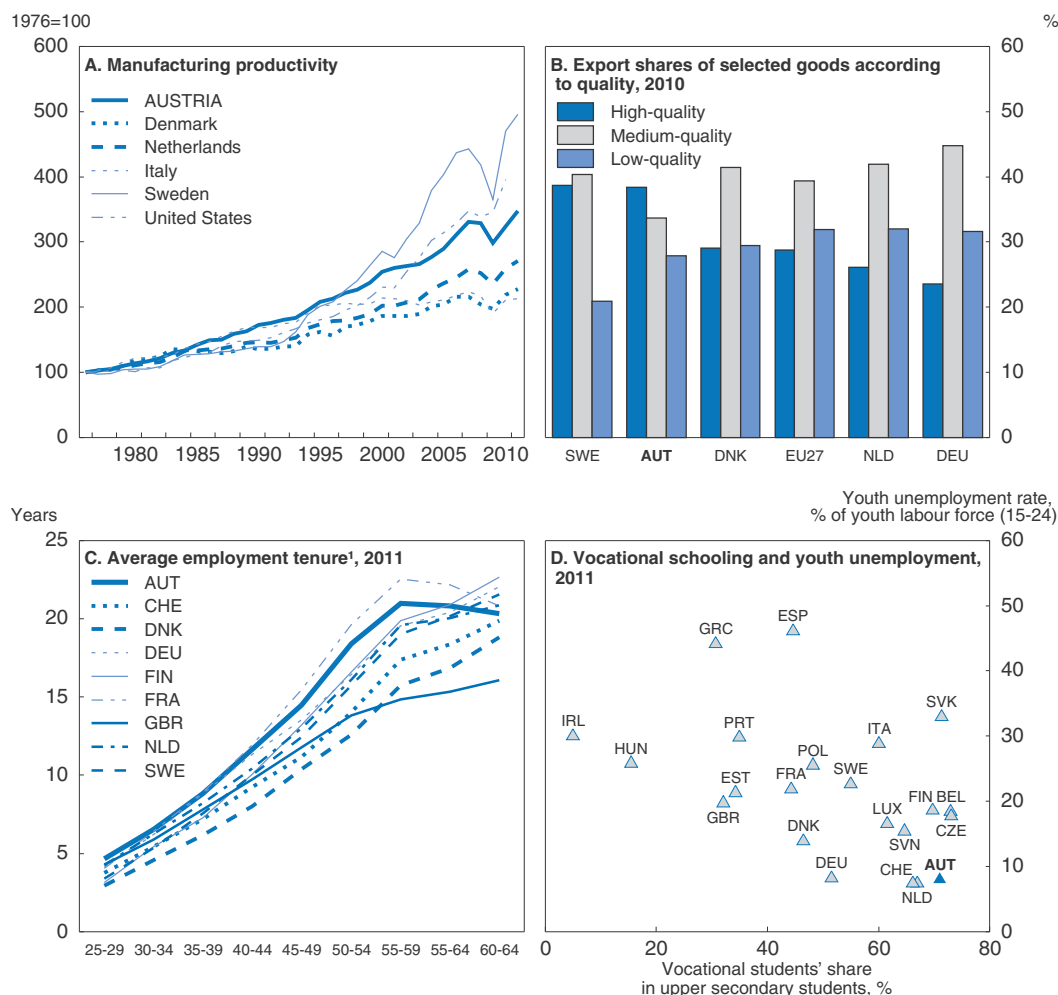 1976=100
600
500
400
300
200
100
0
A. Manufacturing productivity
AUSTRIA
Denmark
Netherlands
Italy
Sweden
United States
1980 1985 1990 1995 2000 2005 2010
%
60
50
40
30
20
10
0
B. Export shares of selected goods according
to quality, 2010
High-quality
Medium-quality
Low-quality
SWE AUT DNK EU27 NLD DEU
Years
25
20
15
10
5
0
C. Average employment tenure¹, 2011
AUT
CHE
DNK
DEU
FIN
FRA
GBR
NLD
SWE
25-29 30-34 35-39 40-44 45-49 50-54 55-59 55-64 60-64
Youth unemployment rate,
% of youth labour force (15-24)
60
50
40
30
20
10
0
D. Vocational schooling and youth unemployment,
2011
GRC ESP
SVK
IRL PRT ITA
HUN POL
EST FRA SWE
FIN BEL
GBR LUX
DNK SVN CZE
DEU CHE AUT
NLD
0 20 40 60 80
Vocational students' share
in upper secondary students, %